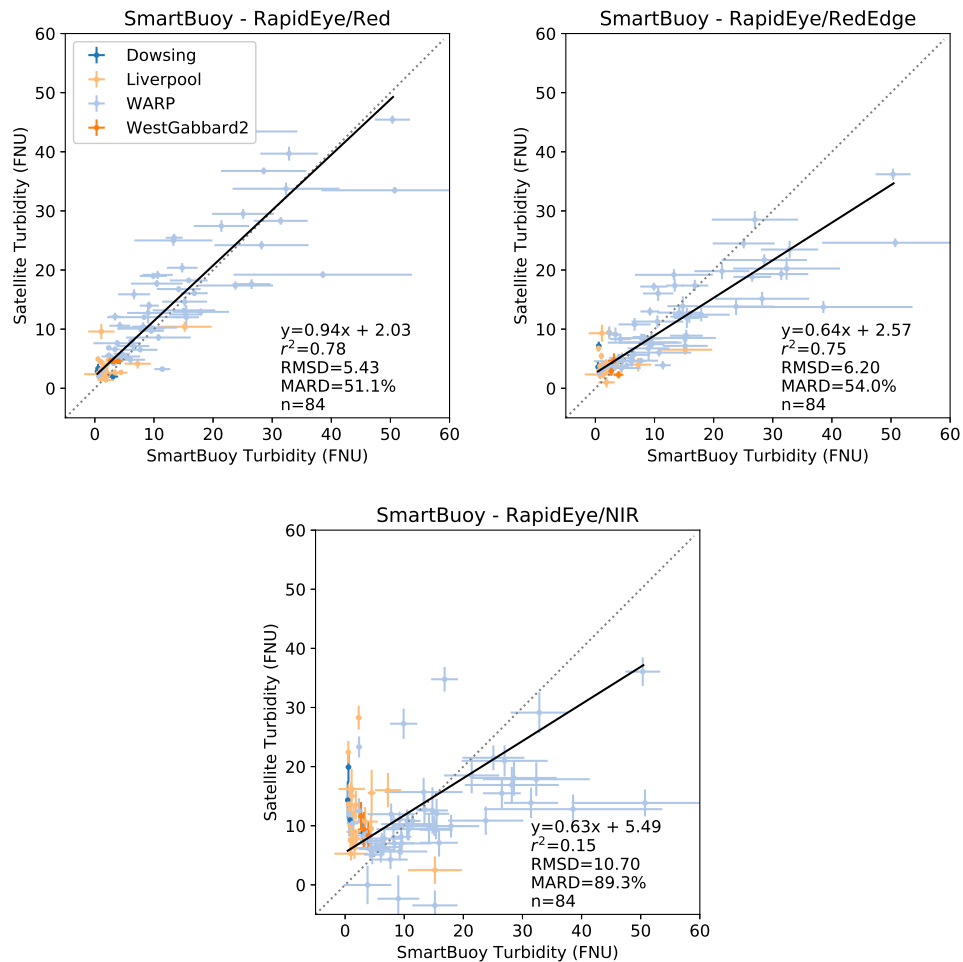 SmartBuoy - RapidEye/Red
60
50
40
30
20
10
0
Satellite Turbidity (FNU)
Dowsing
Liverpool
WARP
WestGabbard2
y=0.94x + 2.03
r²=0.78
RMSD=5.43
MARD=51.1%
n=84
0 10 20 30 40 50 60
SmartBuoy Turbidity (FNU)
SmartBuoy - RapidEye/RedEdge
60
50
40
30
20
10
0
Satellite Turbidity (FNU)
y=0.64x + 2.57
r²=0.75
RMSD=6.20
MARD=54.0%
n=84
0 10 20 30 40 50 60
SmartBuoy Turbidity (FNU)
SmartBuoy - RapidEye/NIR
60
50
40
30
20
10
0
Satellite Turbidity (FNU)
y=0.63x + 5.49
r²=0.15
RMSD=10.70
MARD=89.3%
n=84
0 10 20 30 40 50 60
SmartBuoy Turbidity (FNU)